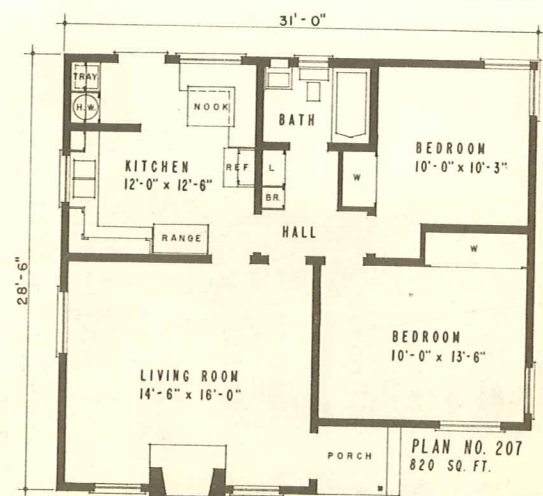 31'-0"
28'-6"
TRAY
H.W.
NOOK
BATH
KITCHEN
12'-0" x 12'-6"
REF
L
BR.
W
BEDROOM
10'-0" x 10'-3"
RANGE
HALL
W
BEDROOM
10'-0" x 13'-6"
LIVING ROOM
14'-6" x 16'-0"
PORCH
PLAN NO. 207
820 SQ. FT.